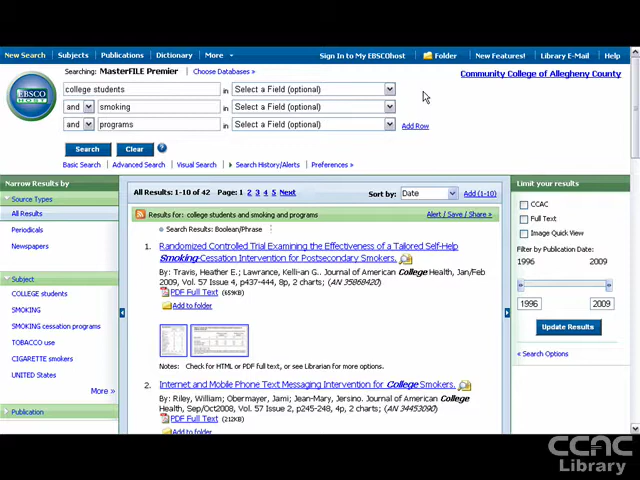 New Search Subjects Publications Dictionary More Sign In to My EBSCOhost Folder New Features! Library E-Mail Help
Searching: MasterFILE Premier Choose Databases »
Community College of Allegheny County
EBSCO
HOST
college students in Select a Field (optional)
and smoking in Select a Field (optional)
and programs in Select a Field (optional) Add Row
Search Clear
Basic Search Advanced Search Visual Search Search History/Alerts Preferences »
Narrow Results by
Source Types
All Results
Periodicals
Newspapers
Subject
COLLEGE students
SMOKING
SMOKING cessation programs
TOBACCO use
CIGARETTE smokers
UNITED States
More »
Publication
All Results: 1-10 of 42 Page: 1 2 3 4 5 Next Sort by: Date Add (1-10)
Results for: college students and smoking and programs Alert / Save / Share »
Search Results: Boolean/Phrase
1. Randomized Controlled Trial Examining the Effectiveness of a Tailored Self-Help
Smoking-Cessation Intervention for Postsecondary Smokers.
By: Travis, Heather E.; Lawrance, Kelli-an G.. Journal of American College Health, Jan/Feb
2009, Vol. 57 Issue 4, p437-444, 8p, 2 charts; (AN 35868420)
PDF Full Text (659KB)
Add to folder
Notes: Check for HTML or PDF full text, or see Librarian for more options.
2. Internet and Mobile Phone Text Messaging Intervention for College Smokers.
By: Riley, William; Obermayer, Jami; Jean-Mary, Jersino. Journal of American College
Health, Sep/Oct2008, Vol. 57 Issue 2, p245-248, 4p, 2 charts; (AN 34453090)
PDF Full Text (212KB)
Add to folder
Limit your results
CCAC
Full Text
Image Quick View
Filter by Publication Date:
1996 2009
1996 2009
Update Results
Search Options
CCAC
Library